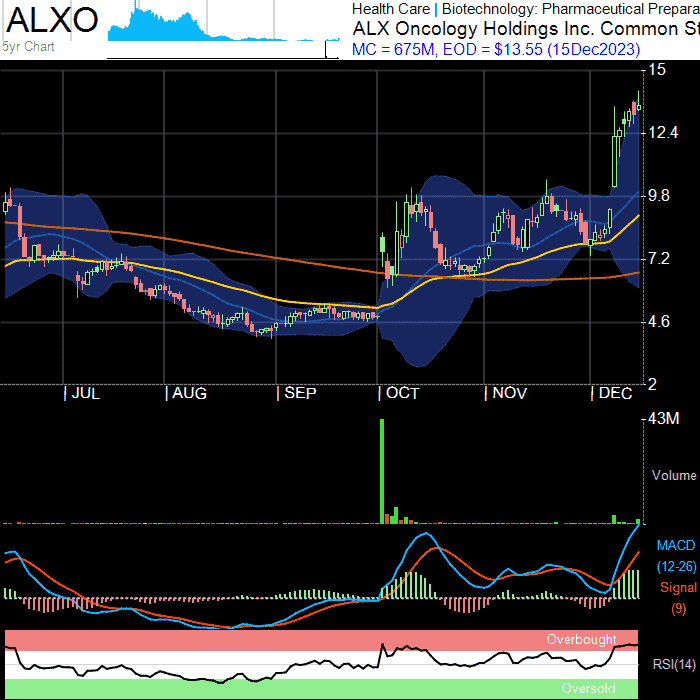 ALXO
5yr Chart
Health Care | Biotechnology: Pharmaceutical Prepara
ALX Oncology Holdings Inc. Common St
MC = 675M, EOD = $13.55 (15Dec2023)
15
12.4
9.8
7.2
4.6
2
| JUL | AUG | SEP | OCT | NOV | DEC
43M
Volume
MACD
(12-26)
Signal
(9)
Overbought
RSI(14)
Oversold